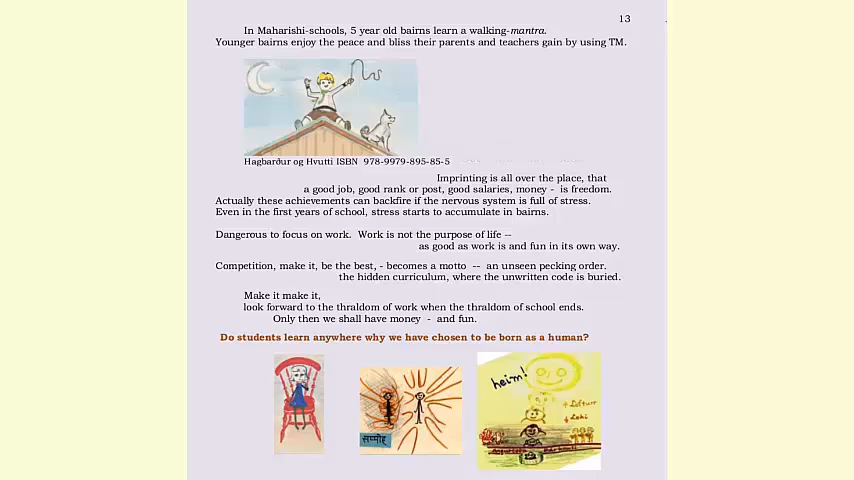 13
In Maharishi-schools, 5 year old bairns learn a walking-mantra.
Younger bairns enjoy the peace and bliss their parents and teachers gain by using TM.
Hagbarður og Hvutti ISBN 978-9979-895-85-5
Imprinting is all over the place, that
a good job, good rank or post, good salaries, money - is freedom.
Actually these achievements can backfire if the nervous system is full of stress.
Even in the first years of school, stress starts to accumulate in bairns.
Dangerous to focus on work. Work is not the purpose of life --
as good as work is and fun in its own way.
Competition, make it, be the best, - becomes a motto -- an unseen pecking order.
the hidden curriculum, where the unwritten code is buried.
Make it make it,
look forward to the thraldom of work when the thraldom of school ends.
Only then we shall have money - and fun.
Do students learn anywhere why we have chosen to be born as a human?
heim!
सम्मोह